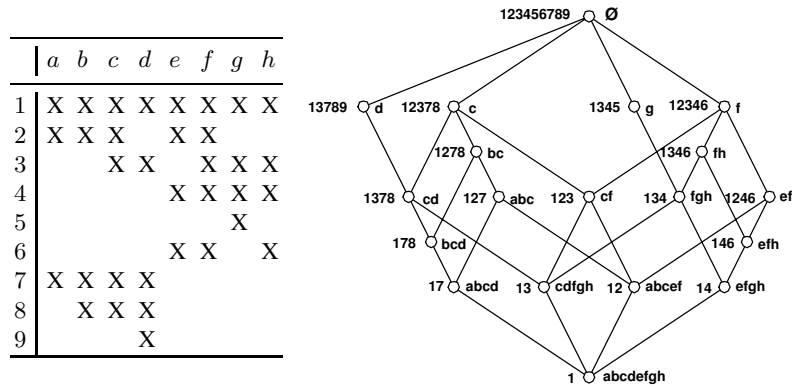 a b c d e f g h
1 X X X X X X X X
2 X X X X X
3 X X X X X
4 X X X X
5 X
6 X X X
7 X X X X
8 X X X
9 X
123456789 Ø
13789 d 12378 c 1345 g 12346 f
1278 bc 1346 fh
1378 cd 127 abc 123 cf 134 fgh 1246 ef
178 bcd 146 efh
17 abcd 13 cdfgh 12 abcef 14 efgh
1 abcdefgh